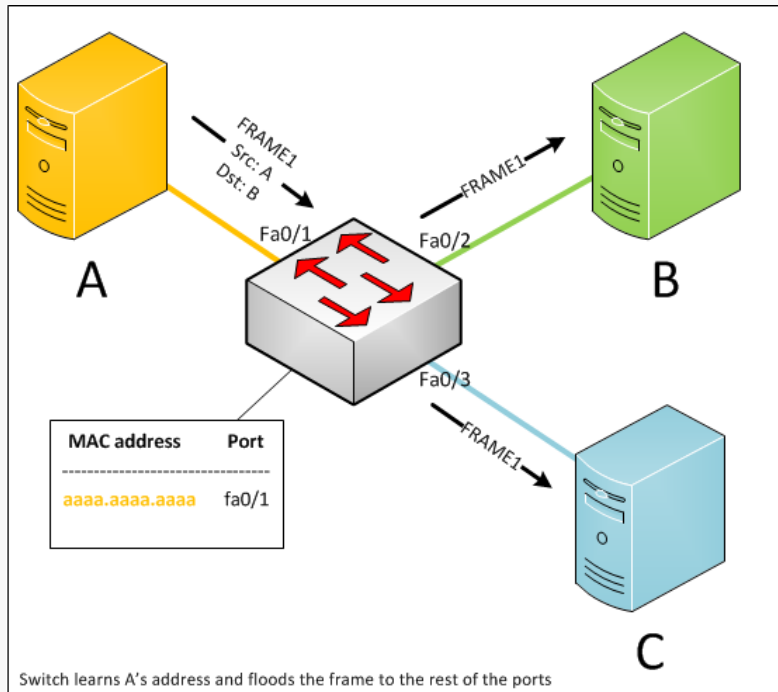 FRAME1
Src: A
Dst: B
FRAME1
Fa0/1
Fa0/2
A
B
Fa0/3
FRAME1
MAC address Port
---------------------------------------
aaaa.aaaa.aaaa fa0/1
C
Switch learns A's address and floods the frame to the rest of the ports